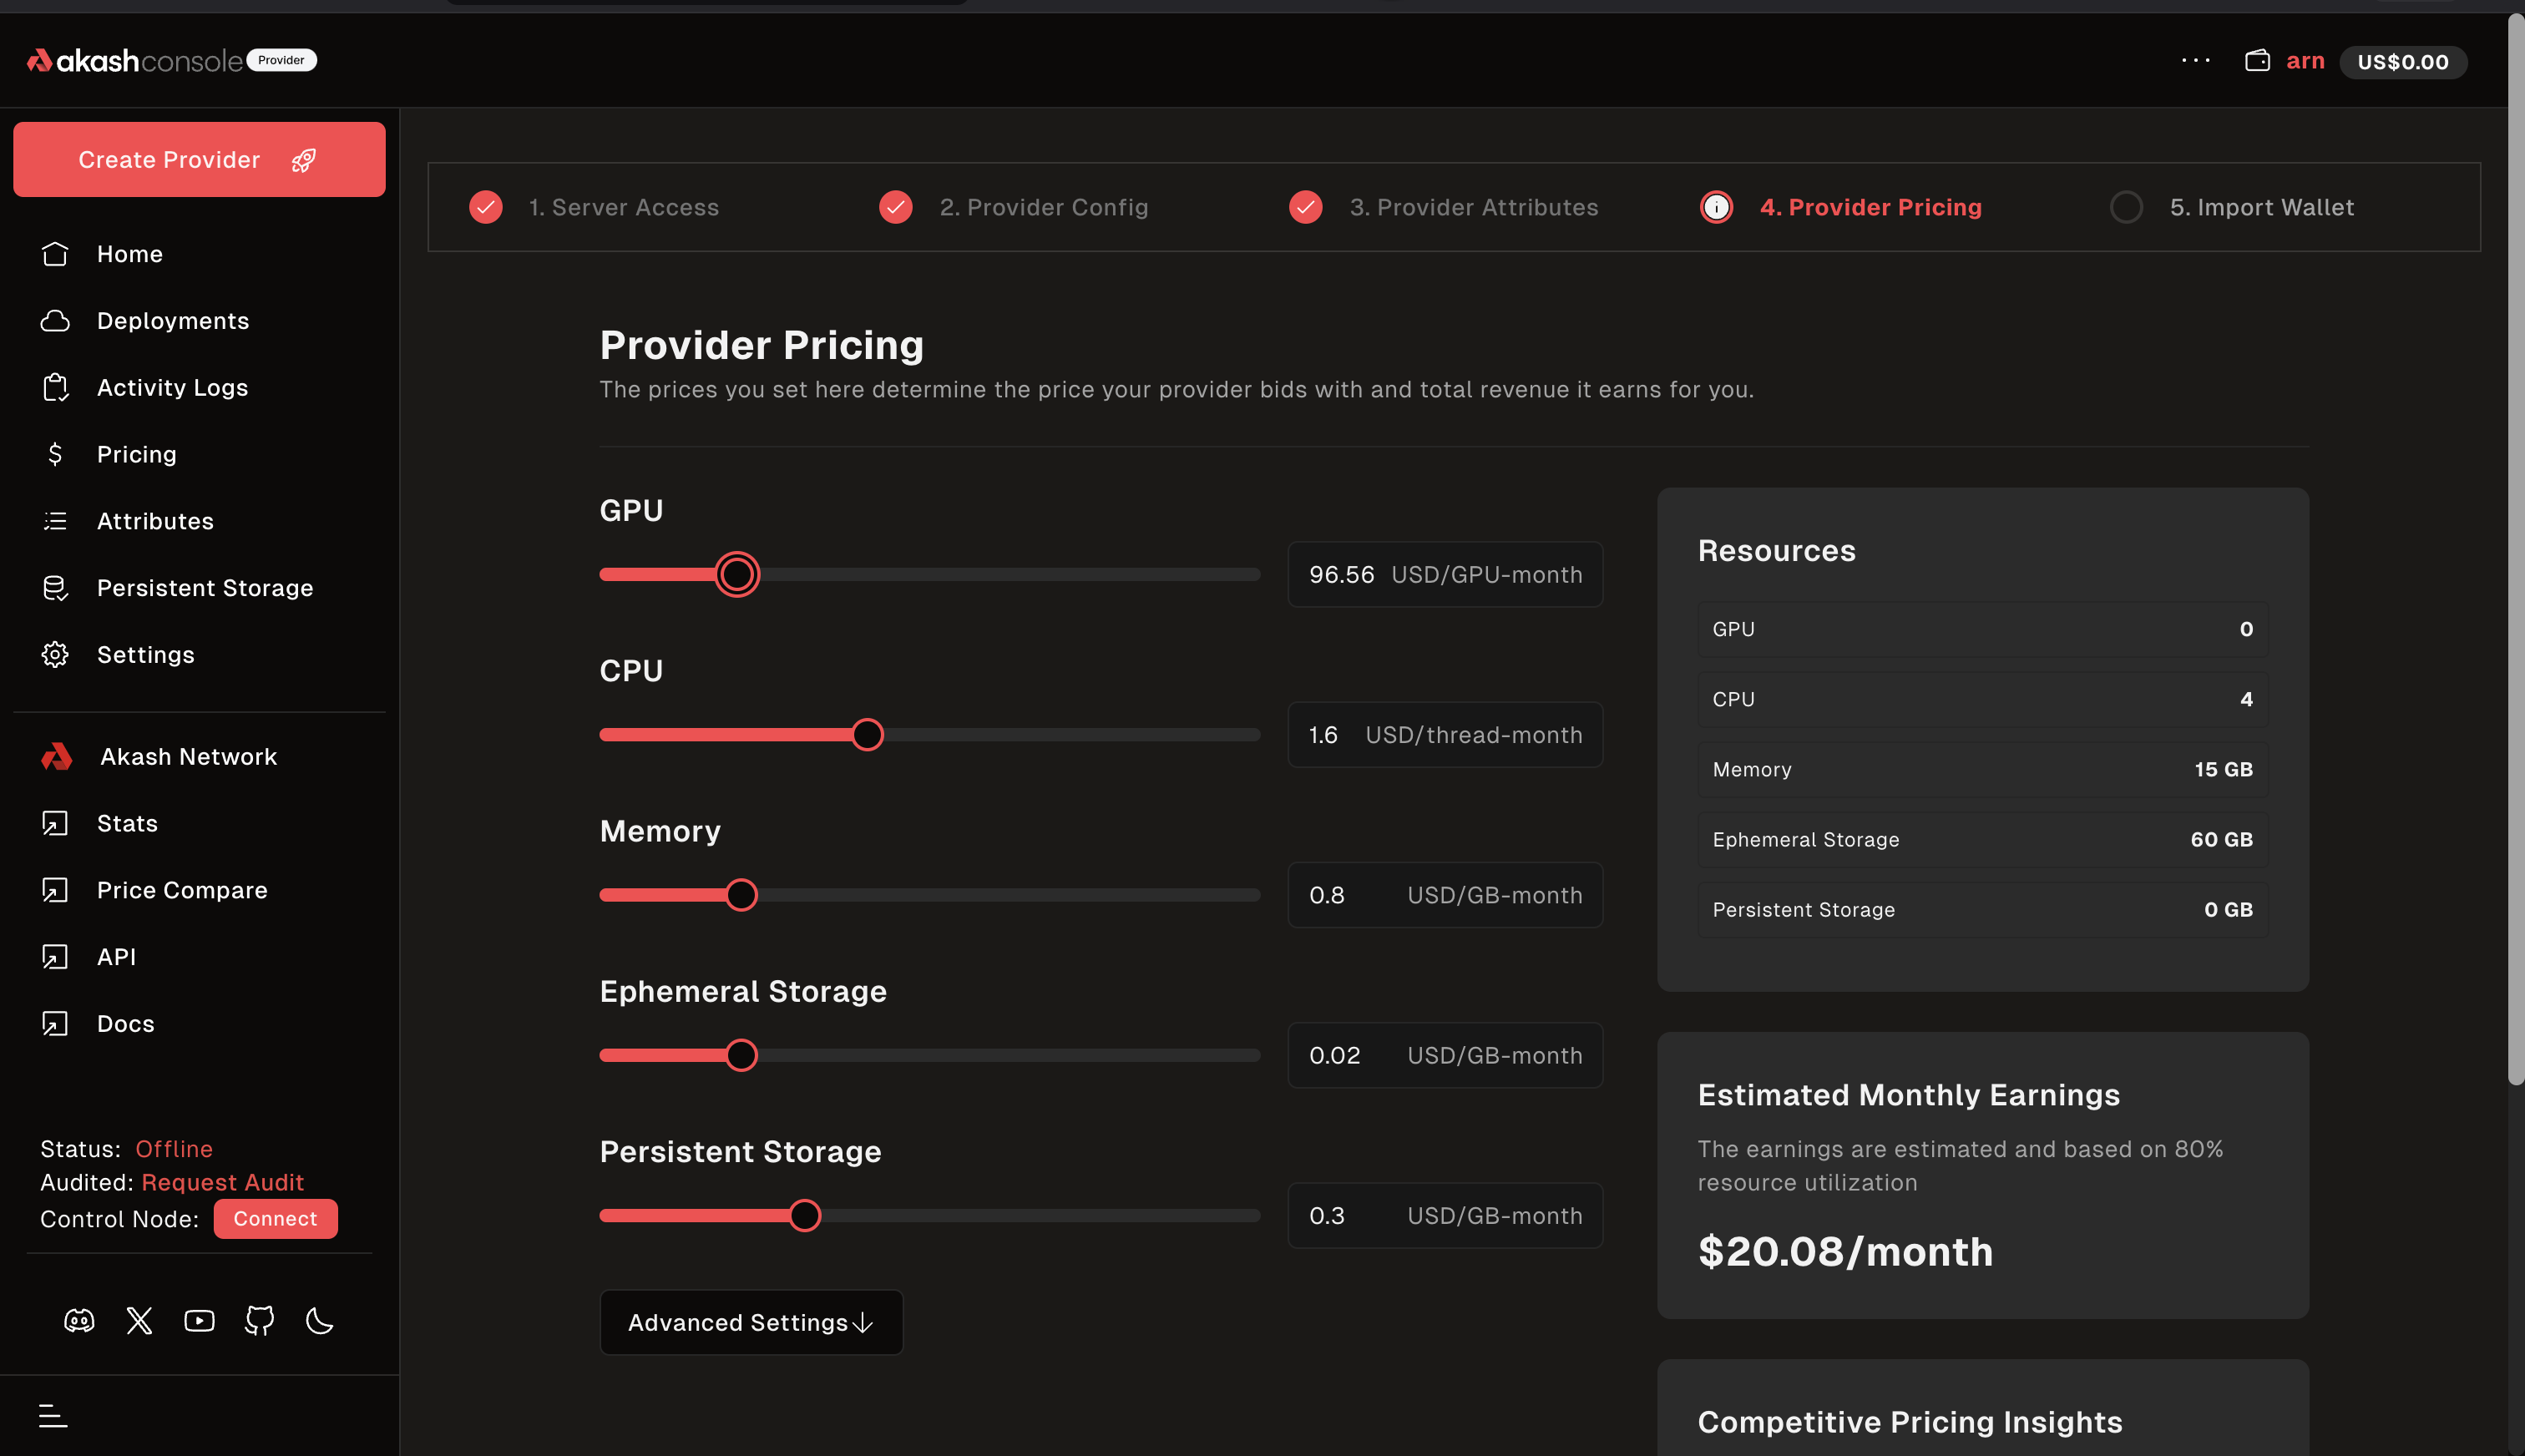 akashconsole Provider
arn US$0.00
Create Provider
Home
Deployments
Activity Logs
Pricing
Attributes
Persistent Storage
Settings
Akash Network
Stats
Price Compare
API
Docs
Status: Offline
Audited: Request Audit
Control Node: Connect
1. Server Access
2. Provider Config
3. Provider Attributes
4. Provider Pricing
5. Import Wallet
Provider Pricing
The prices you set here determine the price your provider bids with and total revenue it earns for you.
GPU
96.56 USD/GPU-month
CPU
1.6 USD/thread-month
Memory
0.8 USD/GB-month
Ephemeral Storage
0.02 USD/GB-month
Persistent Storage
0.3 USD/GB-month
Advanced Settings
Resources
GPU 0
CPU 4
Memory 15 GB
Ephemeral Storage 60 GB
Persistent Storage 0 GB
Estimated Monthly Earnings
The earnings are estimated and based on 80%
resource utilization
$20.08/month
Competitive Pricing Insights